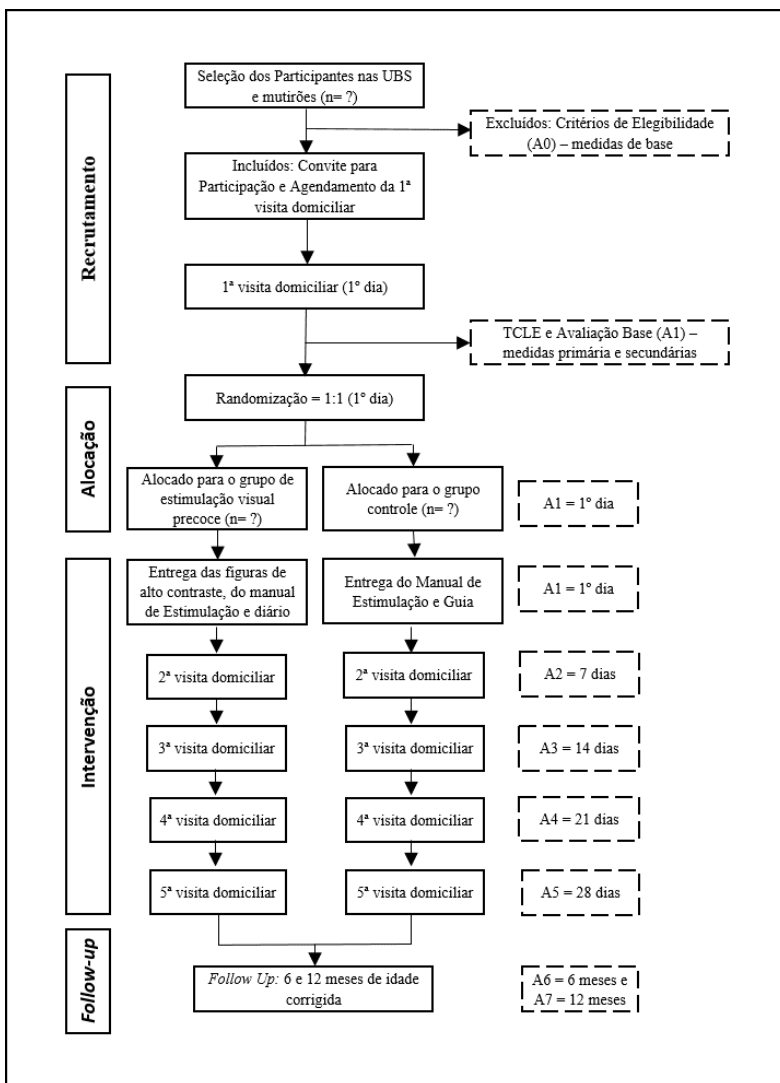 Recrutamento
Seleção dos Participantes nas UBS
e mutirões (n= ?)
Excluídos: Critérios de Elegibilidade
(A0) – medidas de base
Incluídos: Convite para
Participação e Agendamento da 1ª
visita domiciliar
1ª visita domiciliar (1º dia)
TCLE e Avaliação Base (A1) –
medidas primária e secundárias
Alocação
Randomização = 1:1 (1º dia)
Alocado para o grupo de
estimulação visual
precoce (n= ?)
Alocado para o grupo
controle (n= ?)
A1 = 1º dia
Intervenção
Entrega das figuras de
alto contraste, do manual
de Estimulação e diário
Entrega do Manual de
Estimulação e Guia
A1 = 1º dia
2ª visita domiciliar
2ª visita domiciliar
A2 = 7 dias
3ª visita domiciliar
3ª visita domiciliar
A3 = 14 dias
4ª visita domiciliar
4ª visita domiciliar
A4 = 21 dias
5ª visita domiciliar
5ª visita domiciliar
A5 = 28 dias
Follow-up
Follow Up: 6 e 12 meses de idade
corrigida
A6 = 6 meses e
A7 = 12 meses